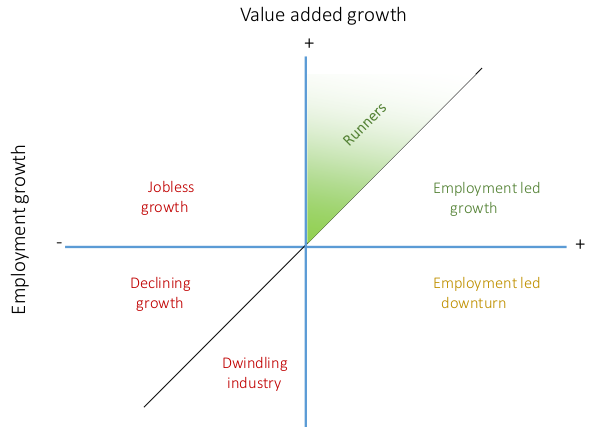 Value added growth
+
Runners
Employment growth
Jobless
growth
Employment led
growth
-
+
Declining
growth
Employment led
downturn
Dwindling
industry